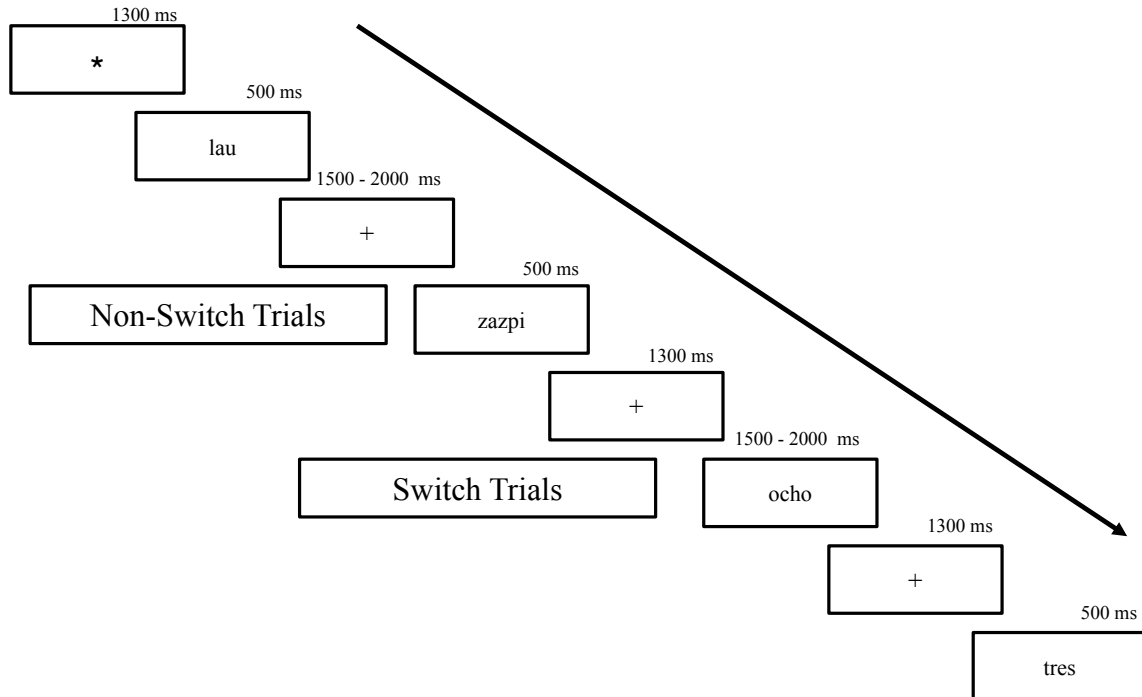 1300 ms
*
500 ms
lau
1500 - 2000 ms
+
500 ms
Non-Switch Trials
zazpi
1300 ms
+
1500 - 2000 ms
Switch Trials
ocho
1300 ms
+
500 ms
tres